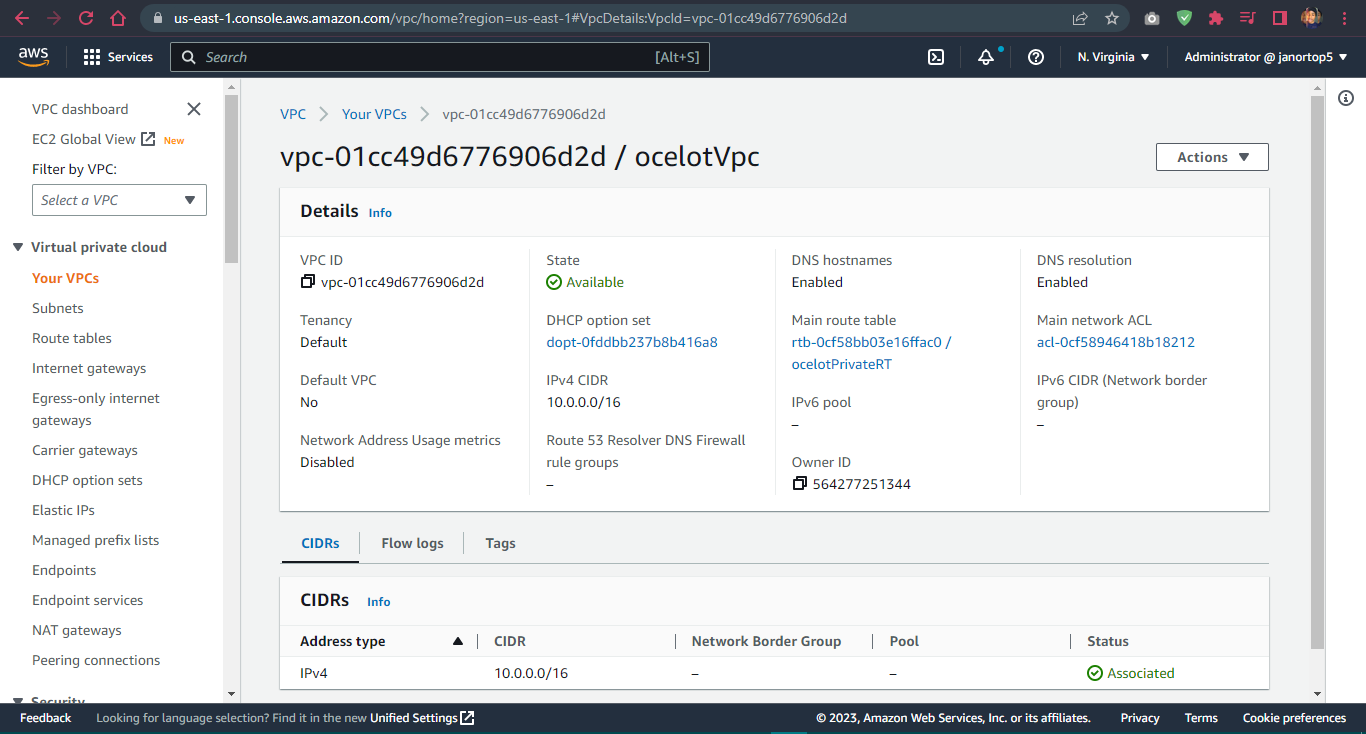 us-east-1.console.aws.amazon.com/vpc/home?region=us-east-1#VpcDetails:VpcId=vpc-01cc49d6776906d2d
aws
Services
Search
[Alt+S]
N. Virginia
Administrator @ janortop5
VPC dashboard
EC2 Global View New
Filter by VPC:
Select a VPC
Virtual private cloud
Your VPCs
Subnets
Route tables
Internet gateways
Egress-only internet
gateways
Carrier gateways
DHCP option sets
Elastic IPs
Managed prefix lists
Endpoints
Endpoint services
NAT gateways
Peering connections
Security
VPC
Your VPCs
vpc-01cc49d6776906d2d
vpc-01cc49d6776906d2d / ocelotVpc
Actions
Details Info
VPC ID
vpc-01cc49d6776906d2d
State
Available
DNS hostnames
Enabled
DNS resolution
Enabled
Tenancy
Default
DHCP option set
dopt-0fddbb237b8b416a8
Main route table
rtb-0cf58bb03e16ffac0 /
ocelotPrivateRT
Main network ACL
acl-0cf58946418b18212
Default VPC
No
IPv4 CIDR
10.0.0.0/16
IPv6 pool
–
IPv6 CIDR (Network border
group)
–
Network Address Usage metrics
Disabled
Route 53 Resolver DNS Firewall
rule groups
–
Owner ID
564277251344
CIDRs
Flow logs
Tags
CIDRs Info
Address type
CIDR
Network Border Group
Pool
Status
IPv4
10.0.0.0/16
–
–
Associated
Feedback
Looking for language selection? Find it in the new Unified Settings
© 2023, Amazon Web Services, Inc. or its affiliates.
Privacy
Terms
Cookie preferences